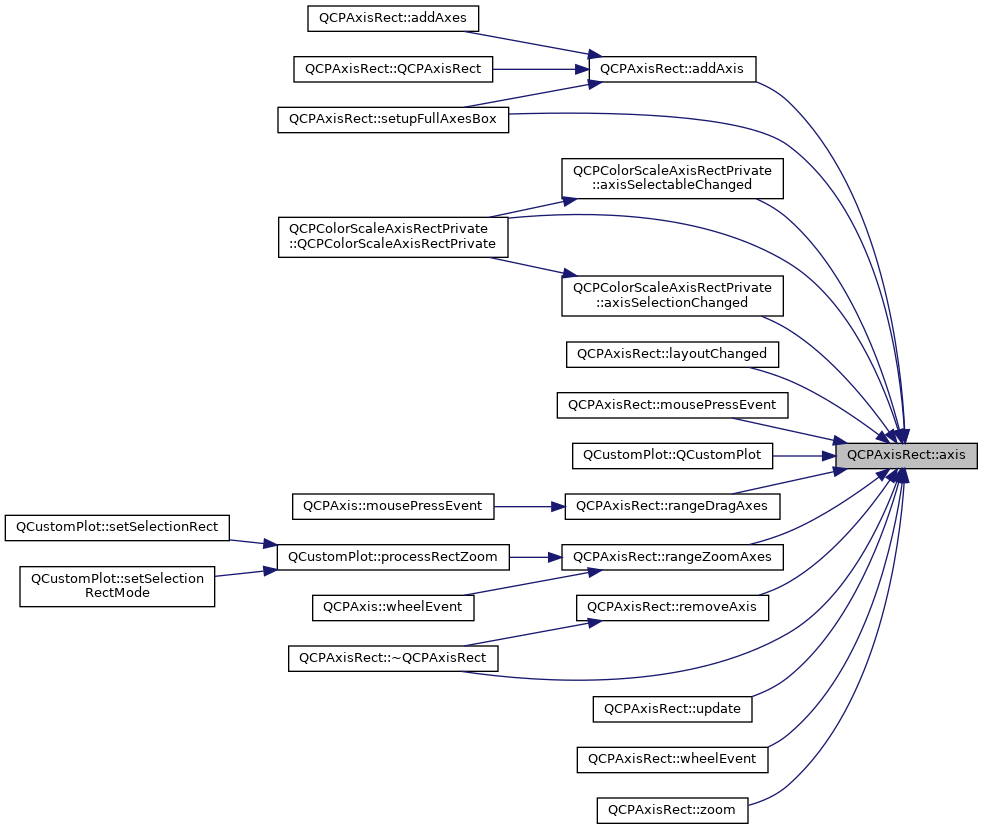 QCPAxisRect::addAxes
QCPAxisRect::QCPAxisRect
QCPAxisRect::addAxis
QCPAxisRect::setupFullAxesBox
QCPColorScaleAxisRectPrivate
::axisSelectableChanged
QCPColorScaleAxisRectPrivate
::QCPColorScaleAxisRectPrivate
QCPColorScaleAxisRectPrivate
::axisSelectionChanged
QCPAxisRect::layoutChanged
QCPAxisRect::mousePressEvent
QCustomPlot::QCustomPlot
QCPAxisRect::axis
QCPAxis::mousePressEvent
QCPAxisRect::rangeDragAxes
QCustomPlot::setSelectionRect
QCustomPlot::processRectZoom
QCPAxisRect::rangeZoomAxes
QCustomPlot::setSelection
RectMode
QCPAxis::wheelEvent
QCPAxisRect::removeAxis
QCPAxisRect::~QCPAxisRect
QCPAxisRect::update
QCPAxisRect::wheelEvent
QCPAxisRect::zoom